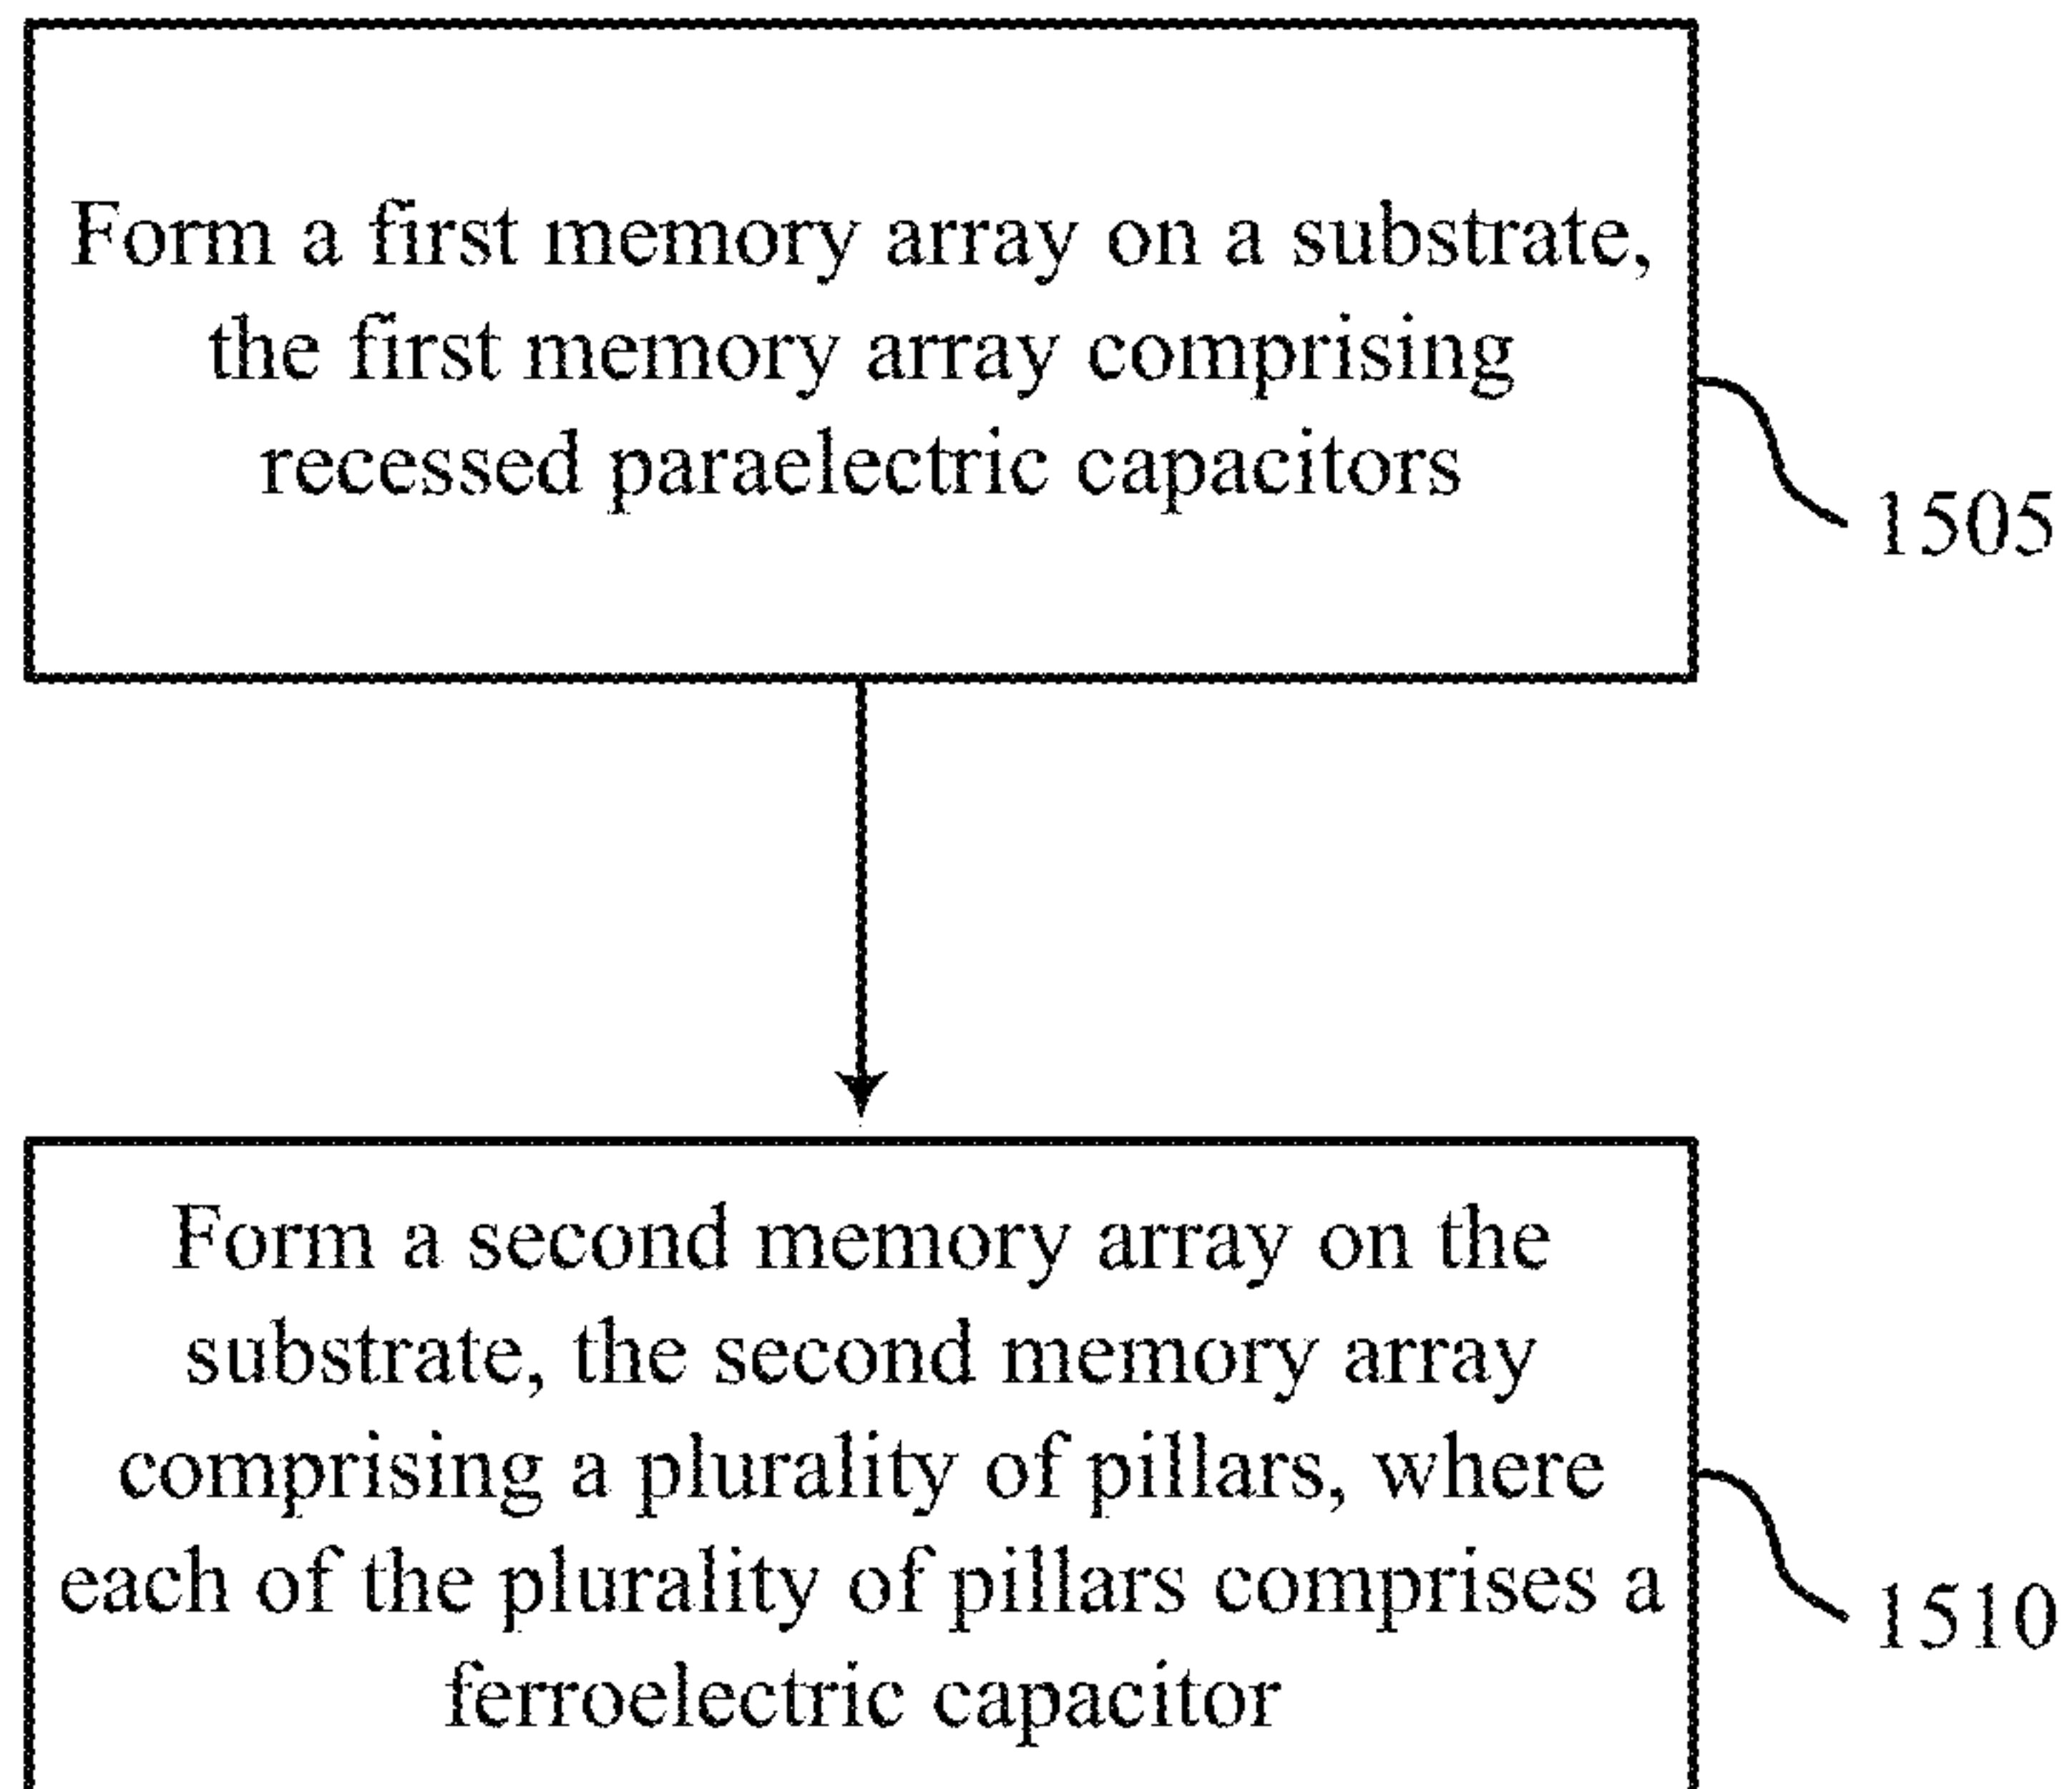 Form a first memory array on a substrate,
the first memory array comprising
recessed paraelectric capacitors
1505
Form a second memory array on the
substrate, the second memory array
comprising a plurality of pillars, where
each of the plurality of pillars comprises a
ferroelectric capacitor
1510